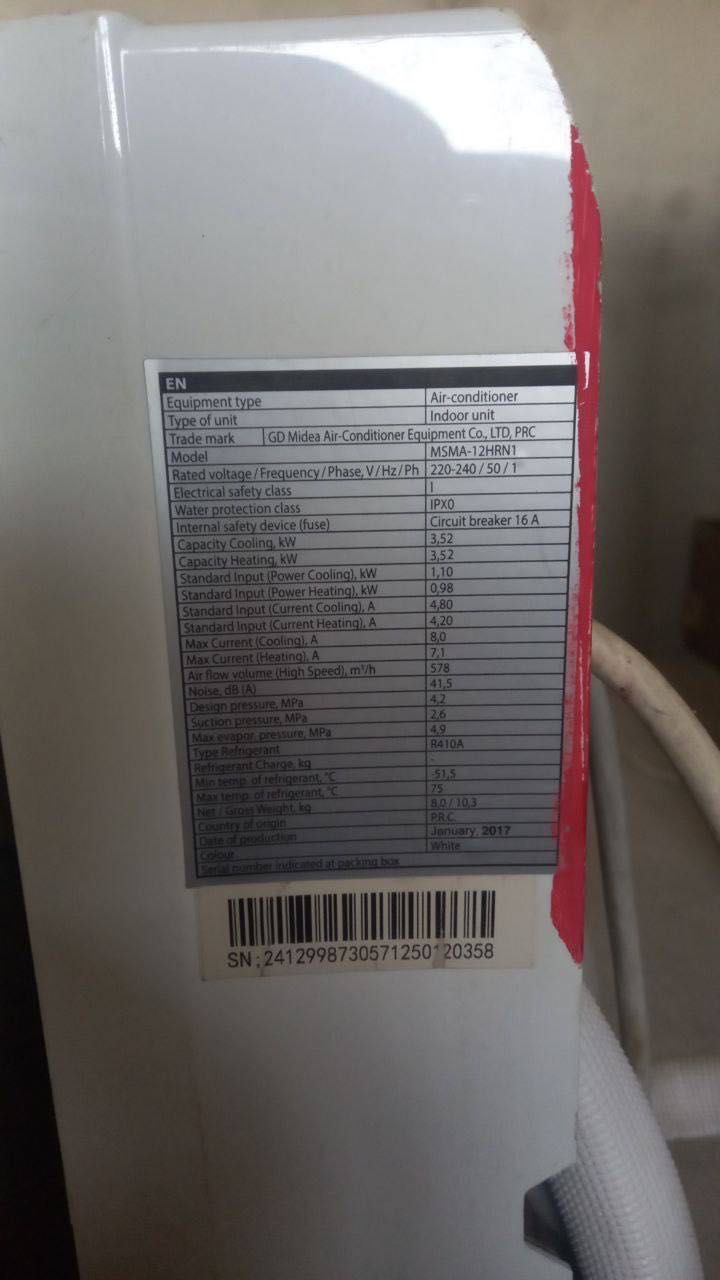 EN
Equipment type Air-conditioner
Type of unit Indoor unit
Trade mark GD Midea Air-Conditioner Equipment Co., LTD, PRC
Model MSMA-12HRN1
Rated voltage / Frequency / Phase, V / Hz / Ph 220-240 / 50 / 1
Electrical safety class I
Water protection class IPX0
Internal safety device (fuse) Circuit breaker 16 A
Capacity Cooling, kW 3,52
Capacity Heating, kW 3,52
Standard Input (Power Cooling), kW 1,10
Standard Input (Power Heating), kW 0,98
Standard Input (Current Cooling), A 4,80
Standard Input (Current Heating), A 4,20
Max Current (Cooling), A 8,0
Max Current (Heating), A 7,1
Air flow volume (High Speed), m³/h 578
Noise, dB (A) 41,5
Design pressure, MPa 4,2
Suction pressure, MPa 2,6
Max evapor. pressure, MPa 4,9
Type Refrigerant R410A
Refrigerant Charge, kg -
Min temp. of refrigerant, °C -51,5
Max temp. of refrigerant, °C 75
Net / Gross Weight, kg 8,0 / 10,3
Country of origin P.R.C.
Date of production January, 2017
Colour White
Serial number indicated at packing box